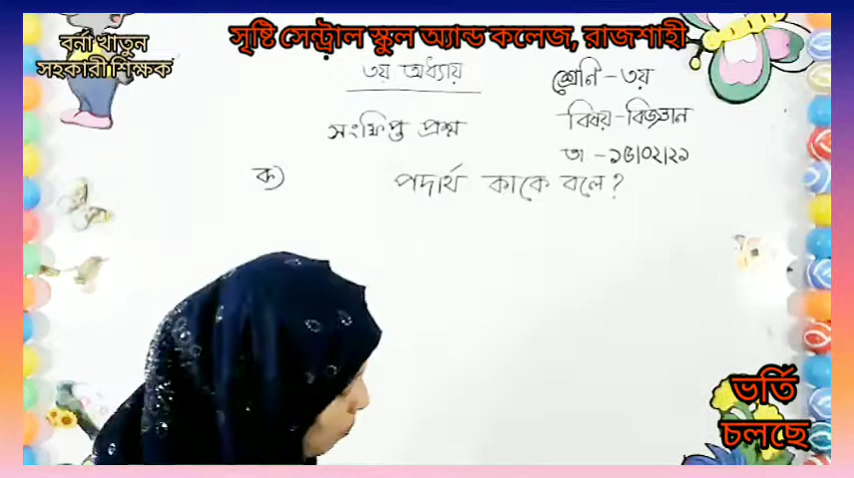 সৃষ্টি সেন্ট্রাল স্কুল অ্যান্ড কলেজ, রাজশাহী
বর্না খাতুন
সহকারী শিক্ষক
৩য় অধ্যায়
শ্রেণি - ৩য়
বিষয় - বিজ্ঞান
সংক্ষিপ্ত প্রশ্ন
তা - ১৬/০২/২১
ক) পদার্থ কাকে বলে?
ভর্তি
চলছে